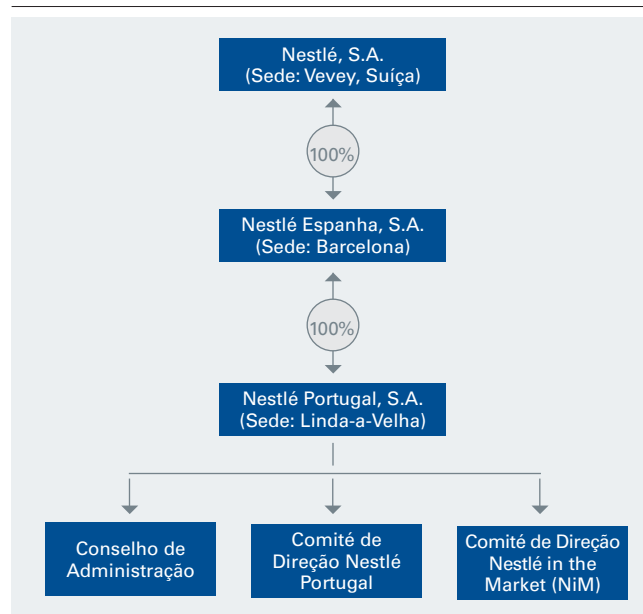 Nestlé, S.A.
(Sede: Vevey, Suíça)
100%
Nestlé Espanha, S.A.
(Sede: Barcelona)
100%
Nestlé Portugal, S.A.
(Sede: Linda-a-Velha)
Conselho de
Administração
Comité de
Direção Nestlé
Portugal
Comité de Direção
Nestlé in the
Market (NiM)